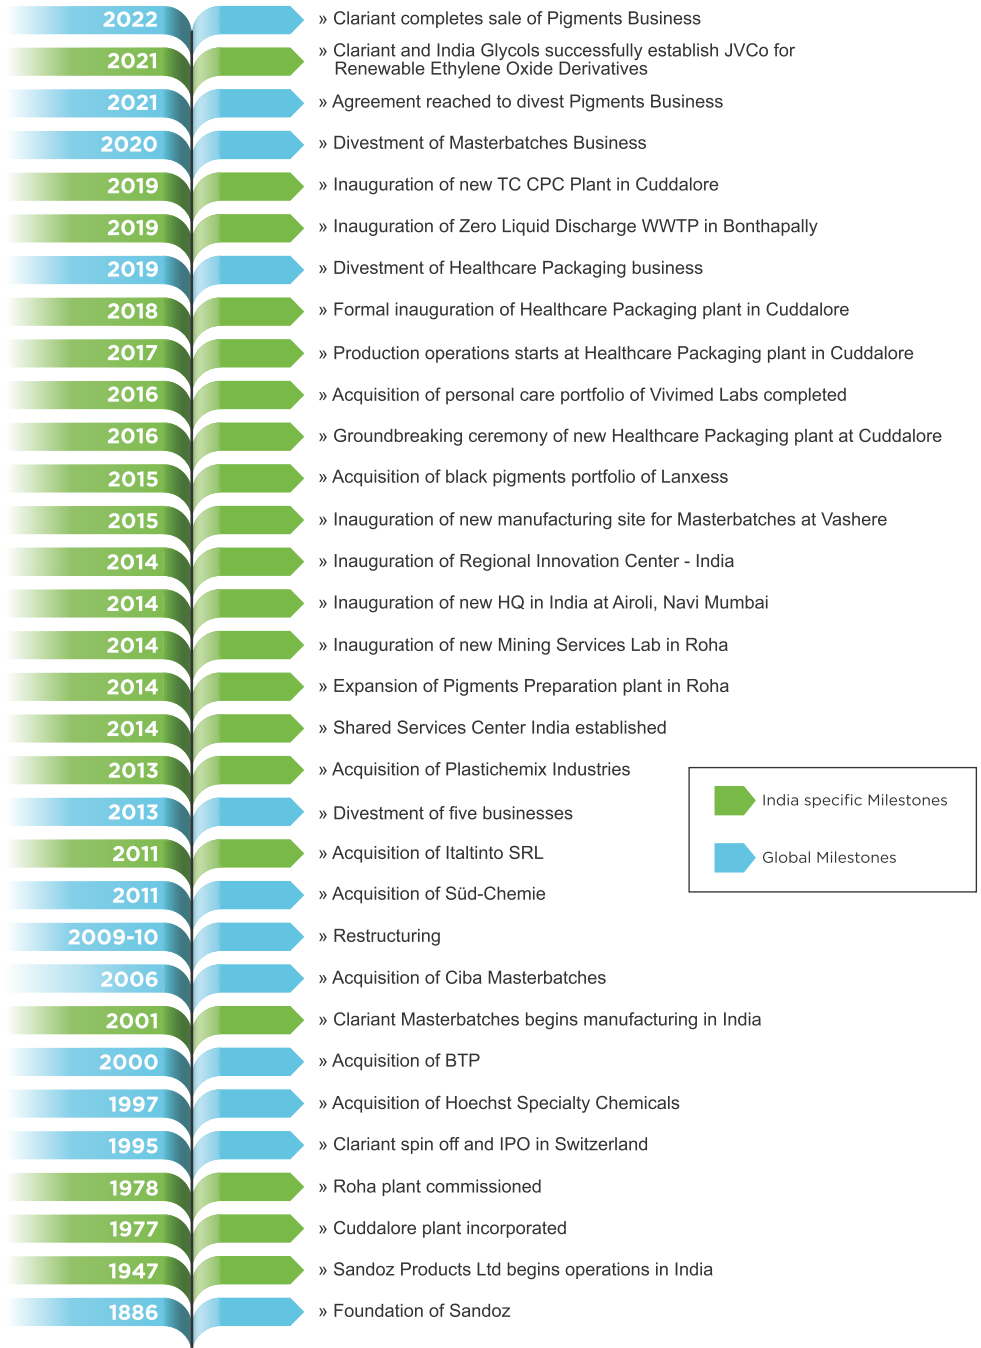 2022 » Clariant completes sale of Pigments Business
2021 » Clariant and India Glycols successfully establish JVCo for
Renewable Ethylene Oxide Derivatives
2021 » Agreement reached to divest Pigments Business
2020 » Divestment of Masterbatches Business
2019 » Inauguration of new TC CPC Plant in Cuddalore
2019 » Inauguration of Zero Liquid Discharge WWTP in Bonthapally
2019 » Divestment of Healthcare Packaging business
2018 » Formal inauguration of Healthcare Packaging plant in Cuddalore
2017 » Production operations starts at Healthcare Packaging plant in Cuddalore
2016 » Acquisition of personal care portfolio of Vivimed Labs completed
2016 » Groundbreaking ceremony of new Healthcare Packaging plant at Cuddalore
2015 » Acquisition of black pigments portfolio of Lanxess
2015 » Inauguration of new manufacturing site for Masterbatches at Vashere
2014 » Inauguration of Regional Innovation Center - India
2014 » Inauguration of new HQ in India at Airoli, Navi Mumbai
2014 » Inauguration of new Mining Services Lab in Roha
2014 » Expansion of Pigments Preparation plant in Roha
2014 » Shared Services Center India established
2013 » Acquisition of Plastichemix Industries
2013 » Divestment of five businesses
2011 » Acquisition of Italtinto SRL
2011 » Acquisition of Süd-Chemie
2009-10 » Restructuring
2006 » Acquisition of Ciba Masterbatches
2001 » Clariant Masterbatches begins manufacturing in India
2000 » Acquisition of BTP
1997 » Acquisition of Hoechst Specialty Chemicals
1995 » Clariant spin off and IPO in Switzerland
1978 » Roha plant commissioned
1977 » Cuddalore plant incorporated
1947 » Sandoz Products Ltd begins operations in India
1886 » Foundation of Sandoz
India specific Milestones
Global Milestones